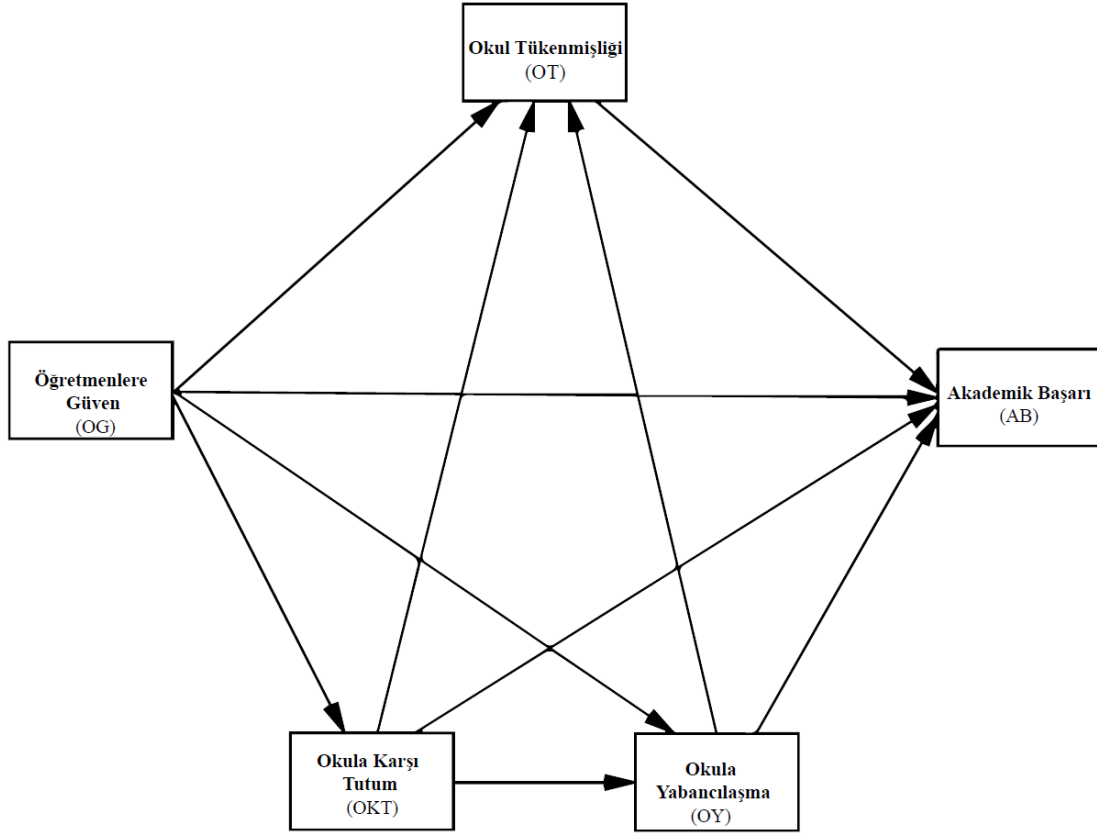 Okul Tükenmişliği
(OT)
Öğretmenlere
Güven
(OG)
Akademik Başarı
(AB)
Okula Karşı
Tutum
(OKT)
Okula
Yabancılaşma
(OY)